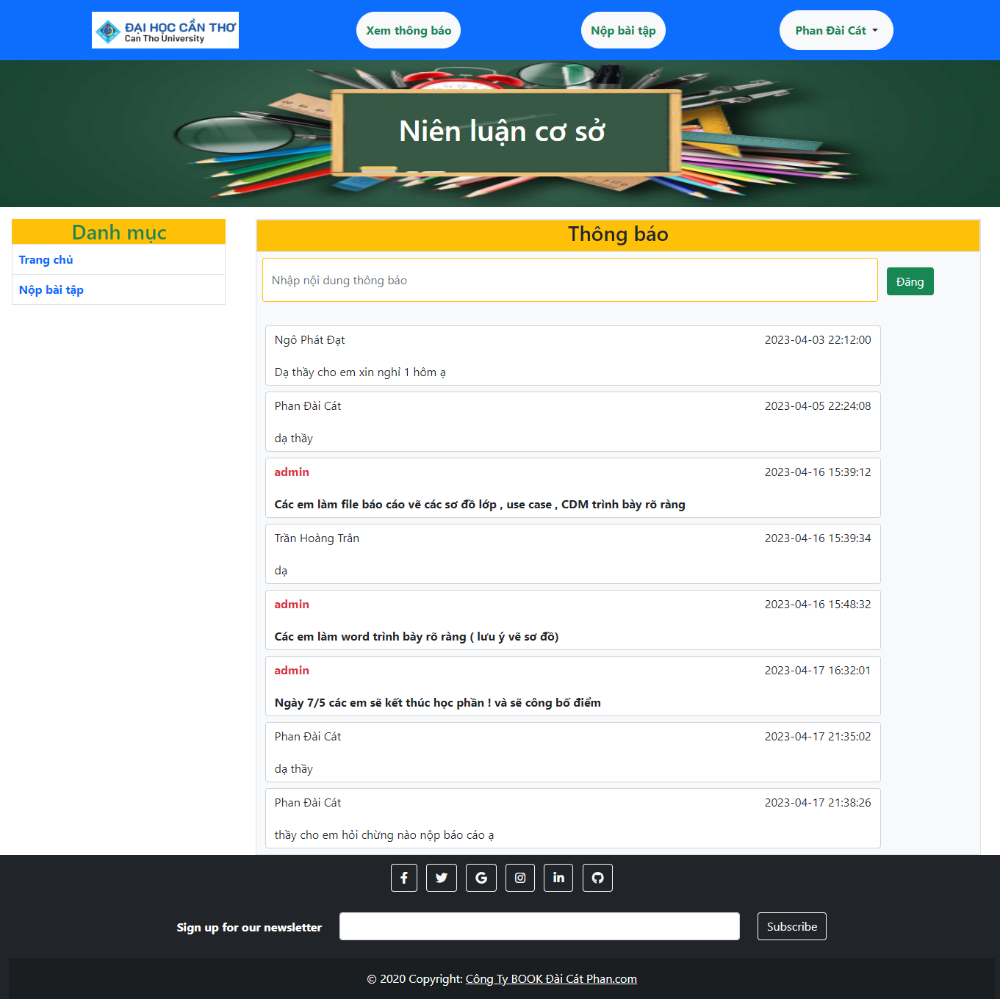 ĐẠI HỌC CẦN THƠ
Can Tho University
Xem thông báo
Nộp bài tập
Phan Đài Cát
Niên luận cơ sở
Danh mục
Trang chủ
Nộp bài tập
Thông báo
Nhập nội dung thông báo
Đăng
Ngô Phát Đạt 2023-04-03 22:12:00
Dạ thầy cho em xin nghỉ 1 hôm ạ
Phan Đài Cát 2023-04-05 22:24:08
dạ thầy
admin 2023-04-16 15:39:12
Các em làm file báo cáo vẽ các sơ đồ lớp , use case , CDM trình bày rõ ràng
Trần Hoàng Trân 2023-04-16 15:39:34
dạ
admin 2023-04-16 15:48:32
Các em làm word trình bày rõ ràng ( lưu ý vẽ sơ đồ)
admin 2023-04-17 16:32:01
Ngày 7/5 các em sẽ kết thúc học phần ! và sẽ công bố điểm
Phan Đài Cát 2023-04-17 21:35:02
dạ thầy
Phan Đài Cát 2023-04-17 21:38:26
thầy cho em hỏi chừng nào nộp báo cáo ạ
Sign up for our newsletter
Subscribe
© 2020 Copyright: Công Ty BOOK Đài Cát Phan.com